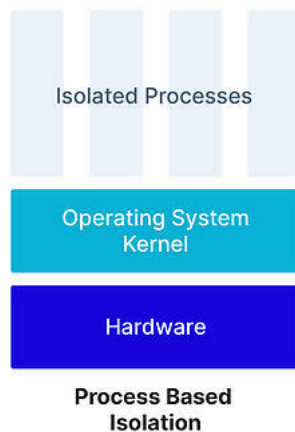 Isolated Processes
Operating System
Kernel
Hardware
Process Based
Isolation